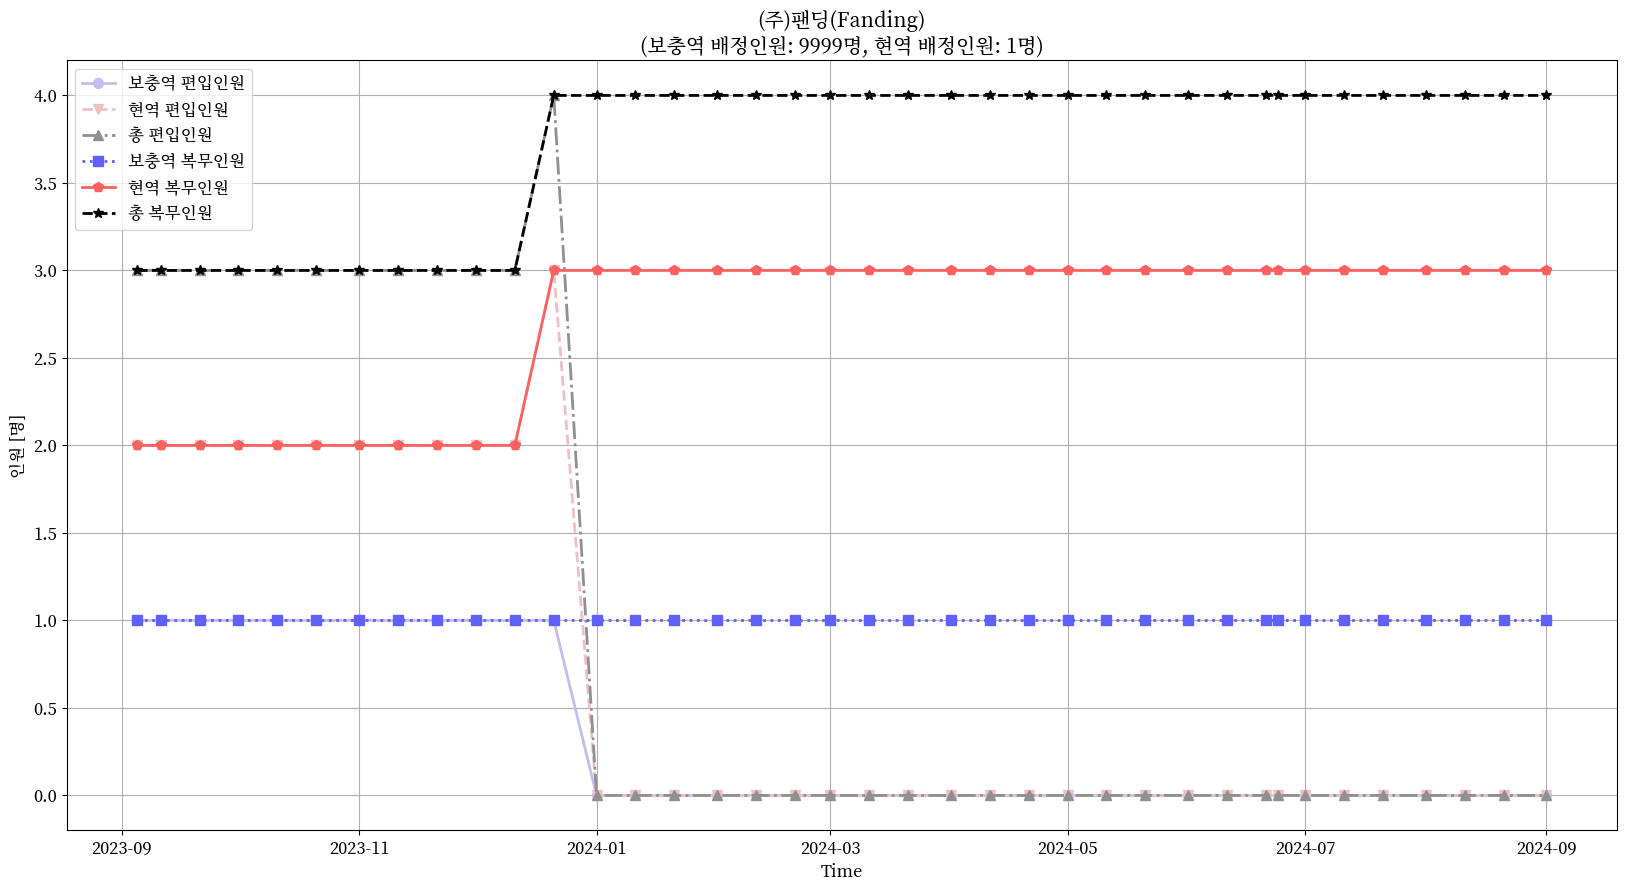 (주)팬딩(Fanding)
(보충역 배정인원: 9999명, 현역 배정인원: 1명)
보충역 편입인원
현역 편입인원
총 편입인원
보충역 복무인원
현역 복무인원
총 복무인원
4.0
3.5
3.0
2.5
2.0
1.5
1.0
0.5
0.0
인원 [명]
2023-09 2023-11 2024-01 2024-03 2024-05 2024-07 2024-09
Time